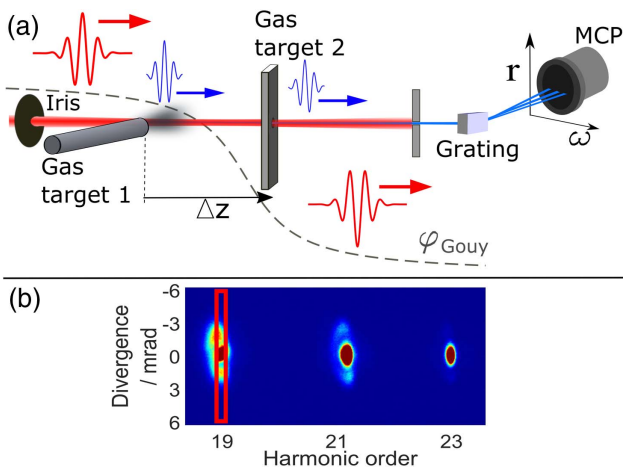 (a)
Iris
Gas
target 1
Δz
Gas
target 2
φGouy
Grating
r
ω
MCP
(b)
Divergence
/ mrad
-6
-3
0
3
6
19
21
23
Harmonic order